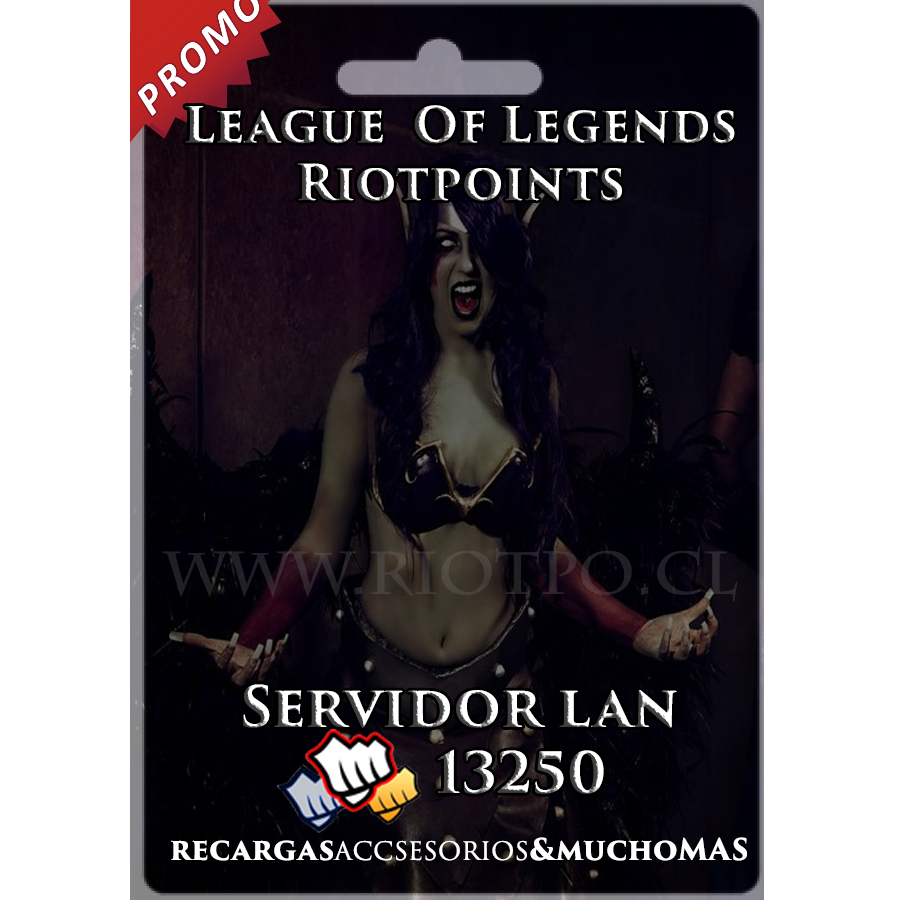 PROMO
LEAGUE OF LEGENDS
RIOTPOINTS
WWW.RIOTPO.CL
SERVIDOR LAN
13250
RECARGASACCSESORIOS&MUCHOMAS